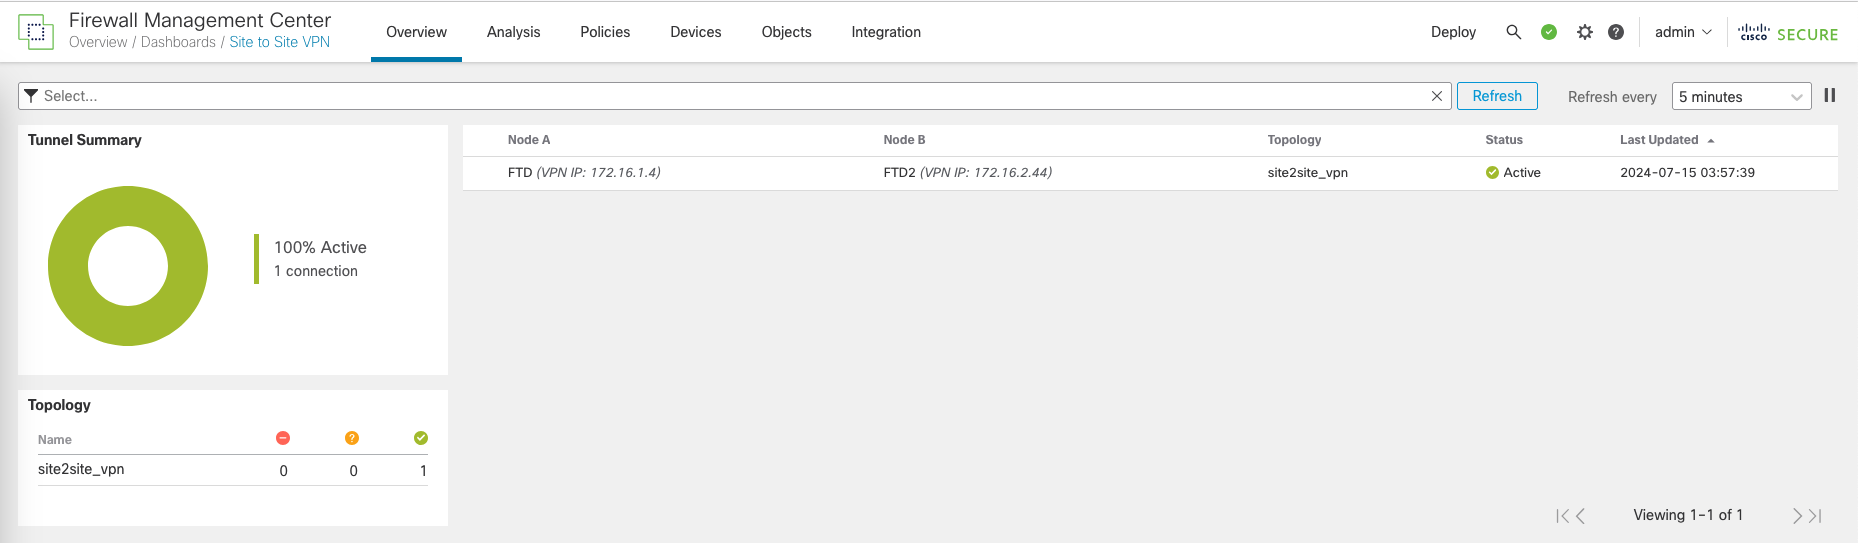 Firewall Management Center
Overview / Dashboards / Site to Site VPN
Overview Analysis Policies Devices Objects Integration
Deploy admin cisco SECURE
Select...
Refresh Refresh every 5 minutes
Tunnel Summary
100% Active
1 connection
Node A Node B Topology Status Last Updated
FTD (VPN IP: 172.16.1.4) FTD2 (VPN IP: 172.16.2.44) site2site_vpn Active 2024-07-15 03:57:39
Topology
Name
site2site_vpn 0 0 1
Viewing 1-1 of 1